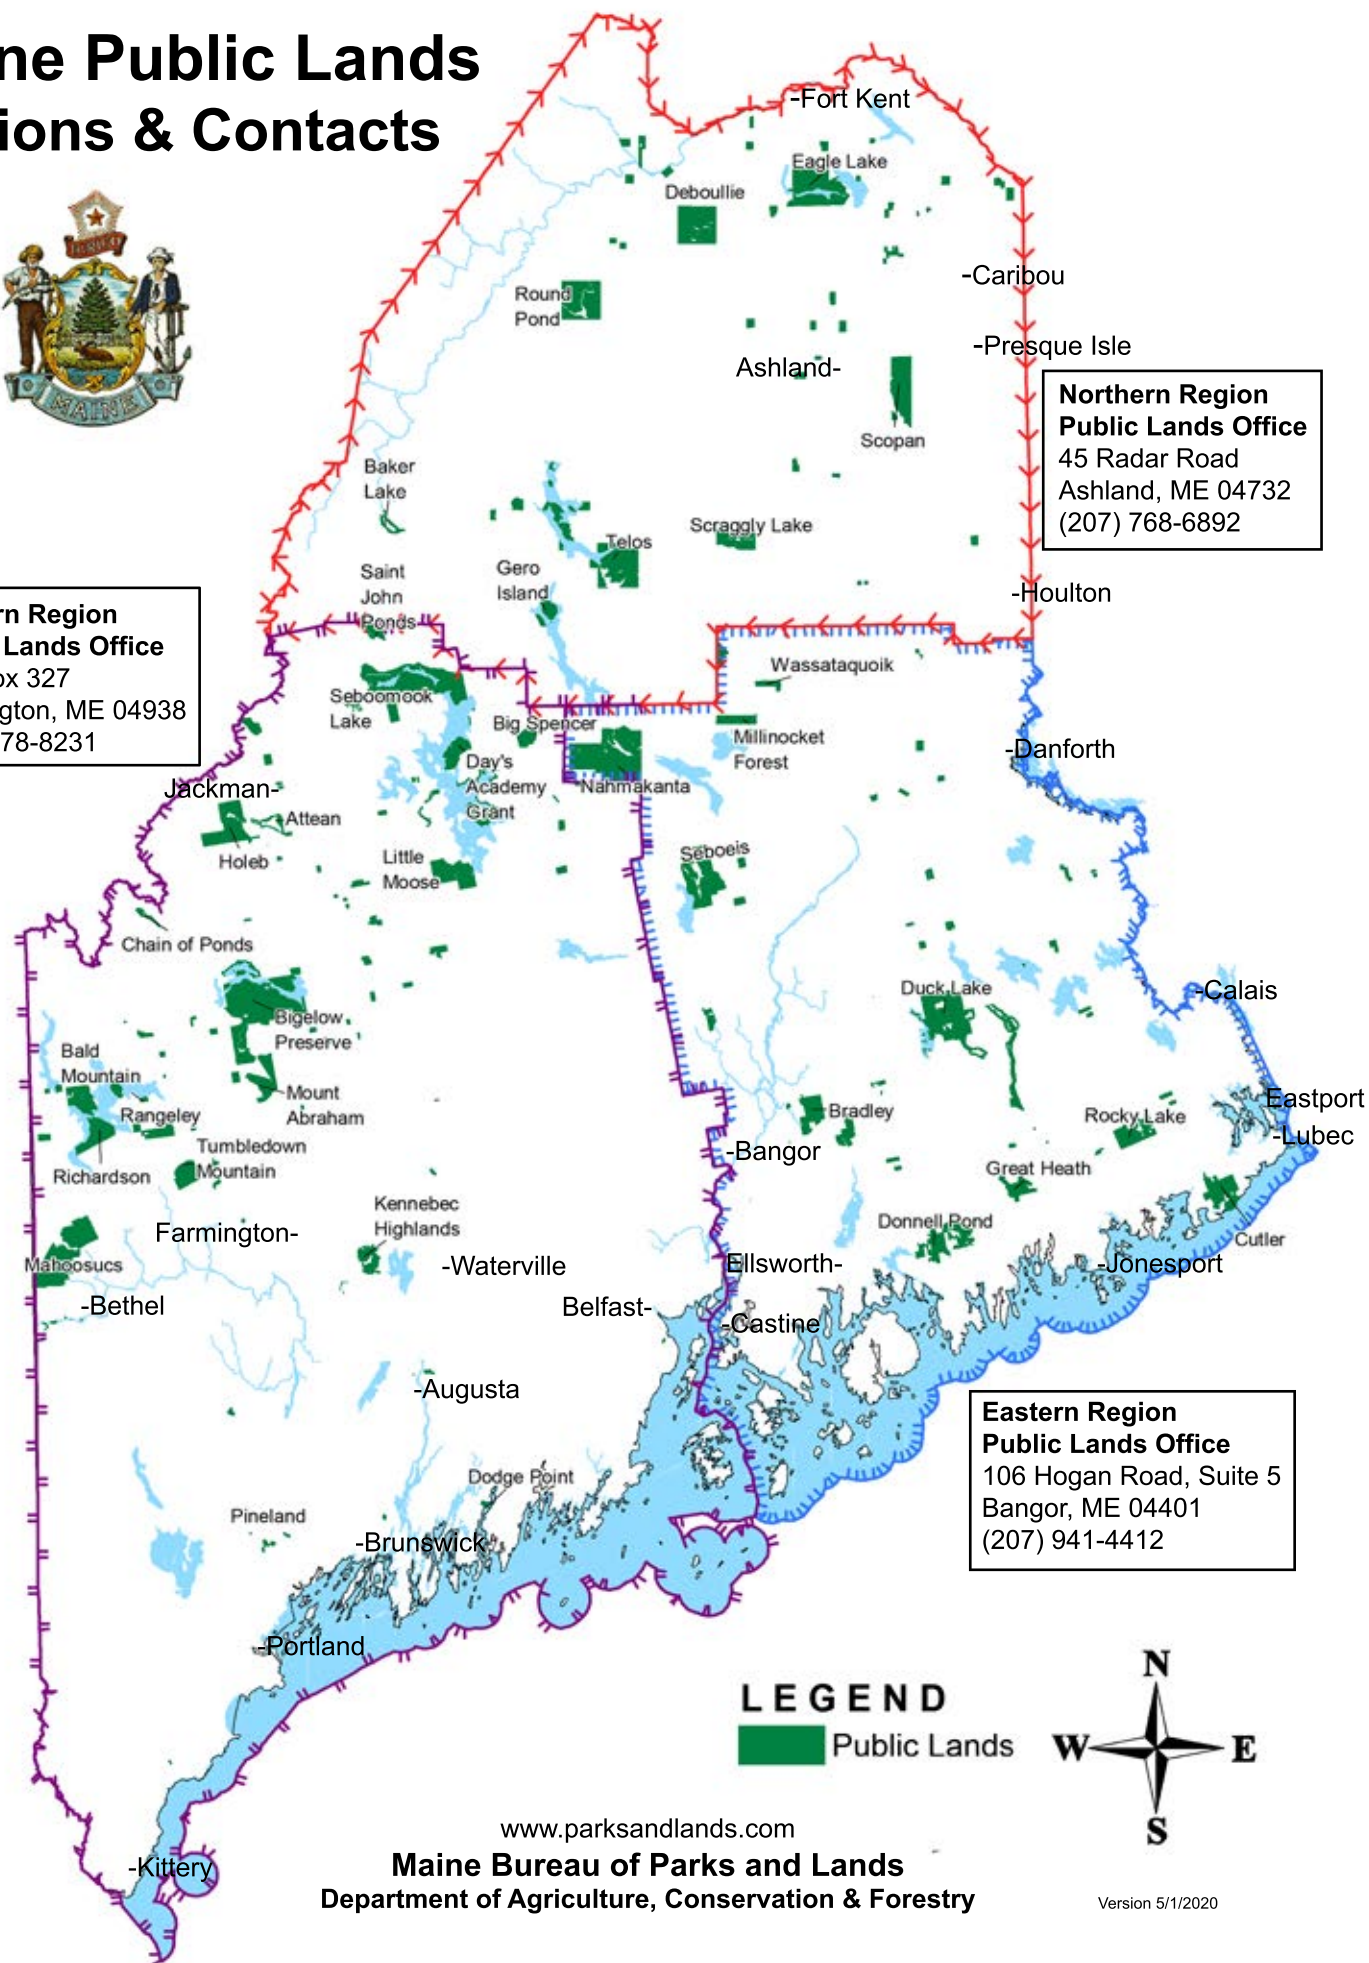 ne Public Lands
ions & Contacts
MAINE
-Fort Kent
Eagle Lake
Deboullie
-Caribou
Round
Pond
-Presque Isle
Ashland-
Northern Region
Public Lands Office
45 Radar Road
Ashland, ME 04732
(207) 768-6892
Scopan
Baker
Lake
Scraggly Lake
Telos
Gero
Island
Saint
John
Ponds
-Houlton
rn Region
Lands Office
ox 327
gton, ME 04938
78-8231
Wassataquoik
Seboomook
Lake
Big Spencer
Millinocket
Forest
-Danforth
Day's
Academy
Grant
Nahmakanta
Jackman-
Attean
Holeb
Little
Moose
Seboeis
Chain of Ponds
Duck Lake
-Calais
Bigelow
Preserve
Bald
Mountain
Mount
Abraham
Rangeley
Bradley
Rocky Lake
Eastport
-Lubec
Tumbledown
Mountain
-Bangor
Richardson
Great Heath
Kennebec
Highlands
Farmington-
Donnell Pond
Cutler
Mahoosucs
-Waterville
Ellsworth-
-Jonesport
-Bethel
Belfast-
-Castine
-Augusta
Eastern Region
Public Lands Office
106 Hogan Road, Suite 5
Bangor, ME 04401
(207) 941-4412
Dodge Point
Pineland
-Brunswick
-Portland
LEGEND
Public Lands
N
W
E
S
www.parksandlands.com
Maine Bureau of Parks and Lands
Department of Agriculture, Conservation & Forestry
Version 5/1/2020
-Kittery